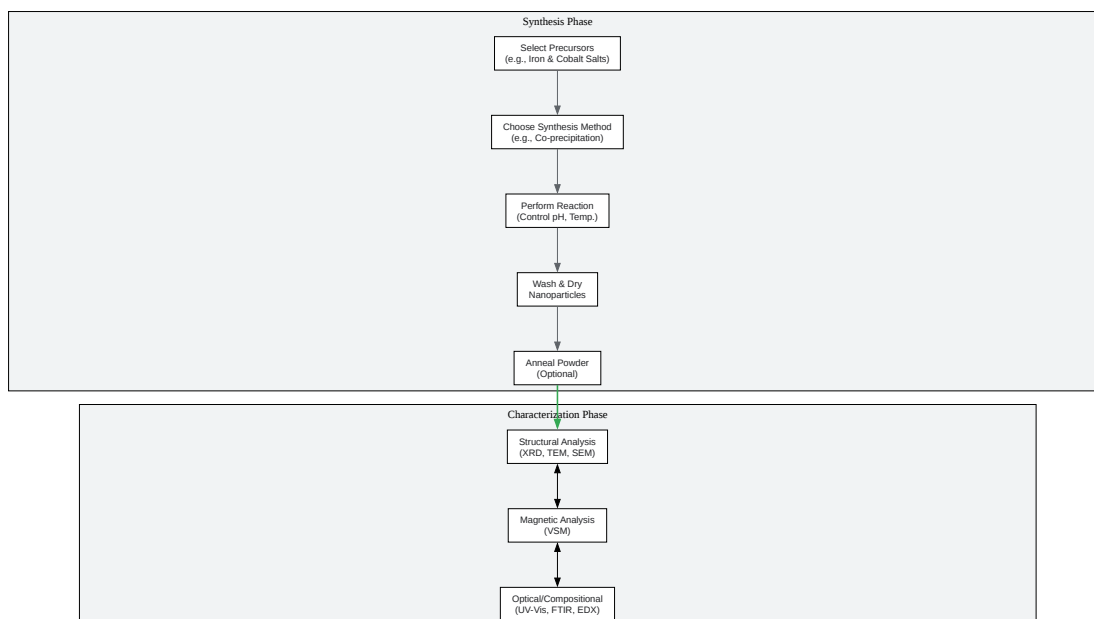 Synthesis Phase
Select Precursors
(e.g., Iron & Cobalt Salts)
Choose Synthesis Method
(e.g., Co-precipitation)
Perform Reaction
(Control pH, Temp.)
Wash & Dry
Nanoparticles
Anneal Powder
(Optional)
Characterization Phase
Structural Analysis
(XRD, TEM, SEM)
Magnetic Analysis
(VSM)
Optical/Compositional
(UV-Vis, FTIR, EDX)